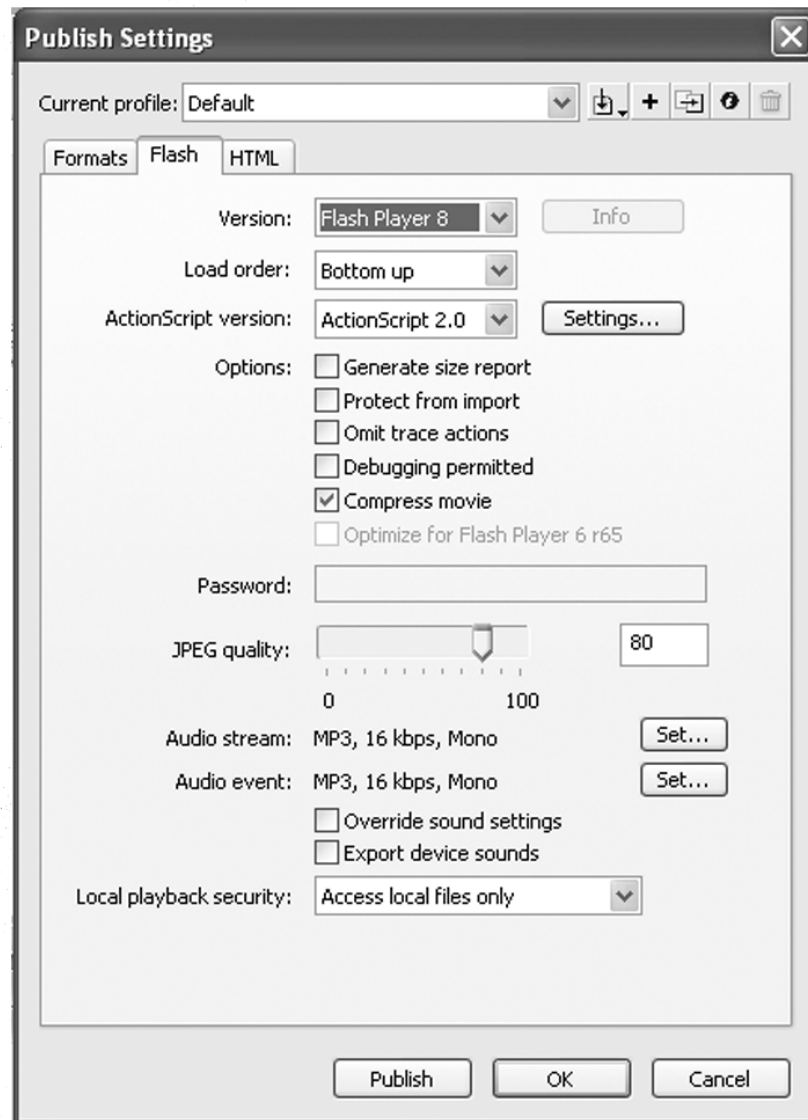 Publish Settings
Current profile: Default
Formats Flash HTML
Version: Flash Player 8 Info
Load order: Bottom up
ActionScript version: ActionScript 2.0 Settings...
Options: Generate size report
Protect from import
Omit trace actions
Debugging permitted
Compress movie
Optimize for Flash Player 6 r65
Password:
JPEG quality: 80
0 100
Audio stream: MP3, 16 kbps, Mono Set...
Audio event: MP3, 16 kbps, Mono Set...
Override sound settings
Export device sounds
Local playback security: Access local files only
Publish OK Cancel